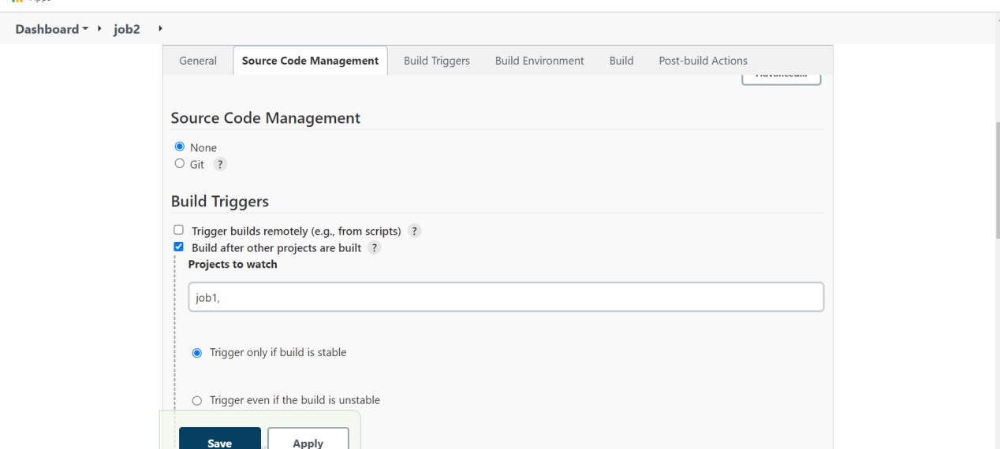 Dashboard job2
General Source Code Management Build Triggers Build Environment Build Post-build Actions
Advanced...
Source Code Management
None
Git ?
Build Triggers
Trigger builds remotely (e.g., from scripts) ?
Build after other projects are built ?
Projects to watch
job1,
Trigger only if build is stable
Trigger even if the build is unstable
Save Apply